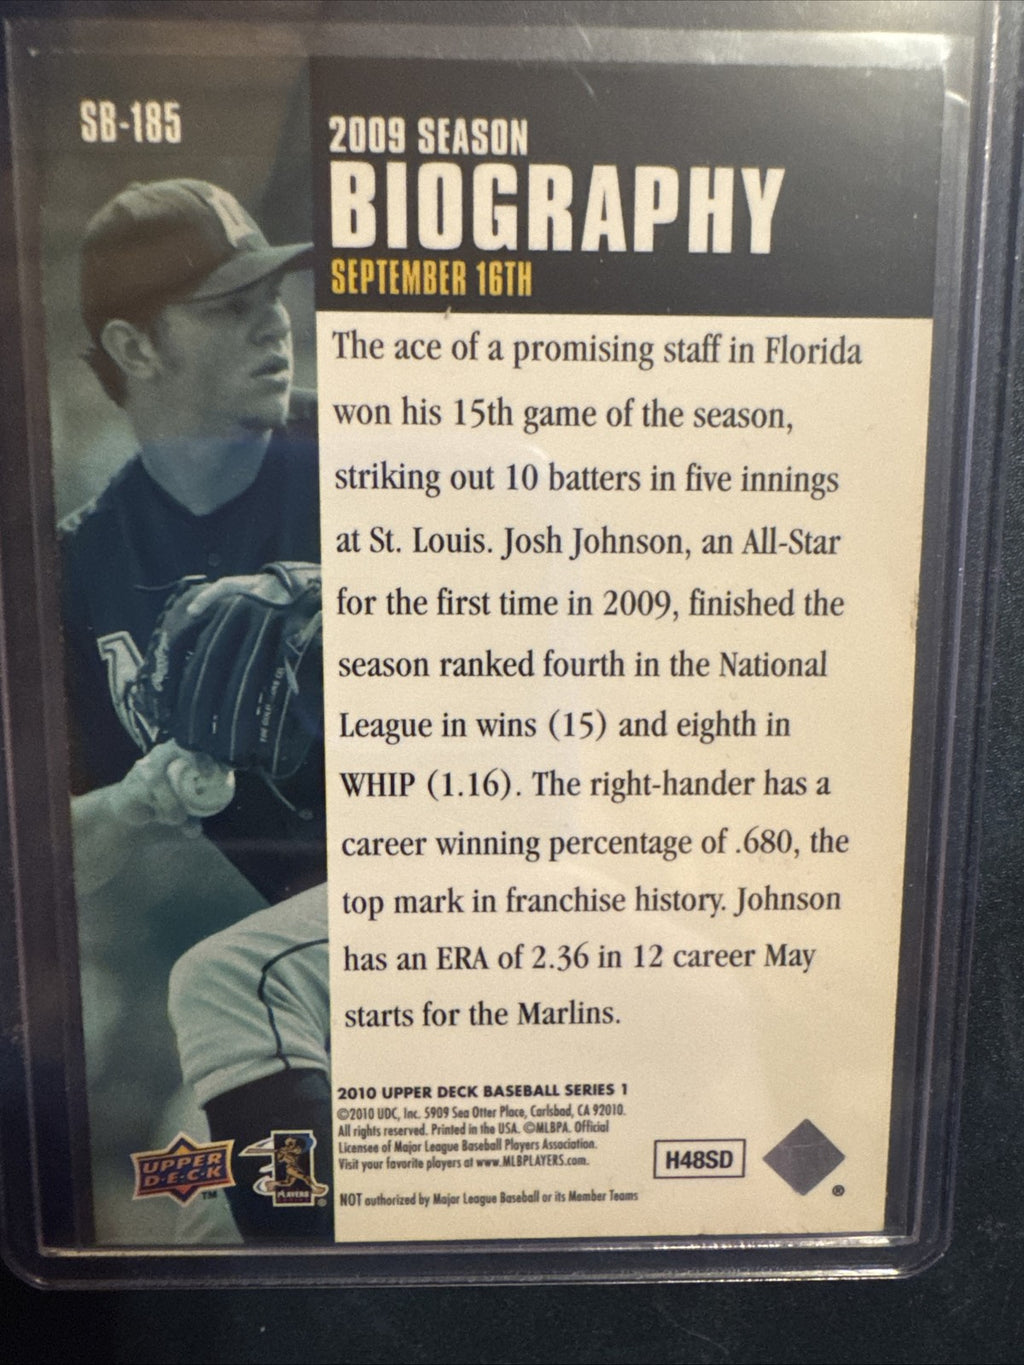 SB-185
2009 SEASON
BIOGRAPHY
SEPTEMBER 16TH
The ace of a promising staff in Florida
won his 15th game of the season,
striking out 10 batters in five innings
at St. Louis. Josh Johnson, an All-Star
for the first time in 2009, finished the
season ranked fourth in the National
League in wins (15) and eighth in
WHIP (1.16). The right-hander has a
career winning percentage of .680, the
top mark in franchise history. Johnson
has an ERA of 2.36 in 12 career May
starts for the Marlins.
2010 UPPER DECK BASEBALL SERIES 1
©2010 UDC, Inc. 5909 Sea Otter Place, Carlsbad, CA 92010.
All rights reserved. Printed in the USA. ©MLBPA. Official
Licensee of Major League Baseball Players Association.
Visit your favorite players at www.MLBPLAYERS.com.
NOT authorized by Major League Baseball or its Member Teams
UPPER
D·E·C·K
TM
PLAYERS
®
H48SD
®